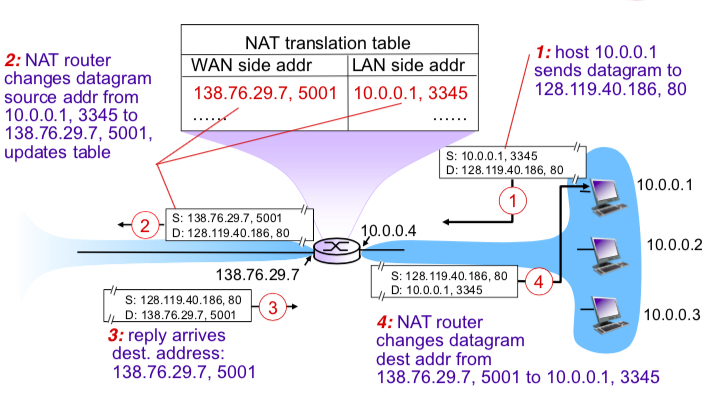 NAT translation table
WAN side addr LAN side addr
138.76.29.7, 5001 10.0.0.1, 3345
...... ......
2: NAT router
changes datagram
source addr from
10.0.0.1, 3345 to
138.76.29.7, 5001,
updates table
1: host 10.0.0.1
sends datagram to
128.119.40.186, 80
S: 10.0.0.1, 3345
D: 128.119.40.186, 80
1
10.0.0.1
S: 138.76.29.7, 5001
D: 128.119.40.186, 80
2
10.0.0.4
10.0.0.2
138.76.29.7
S: 128.119.40.186, 80
D: 10.0.0.1, 3345
4
S: 128.119.40.186, 80
D: 138.76.29.7, 5001
3
10.0.0.3
3: reply arrives
dest. address:
138.76.29.7, 5001
4: NAT router
changes datagram
dest addr from
138.76.29.7, 5001 to 10.0.0.1, 3345